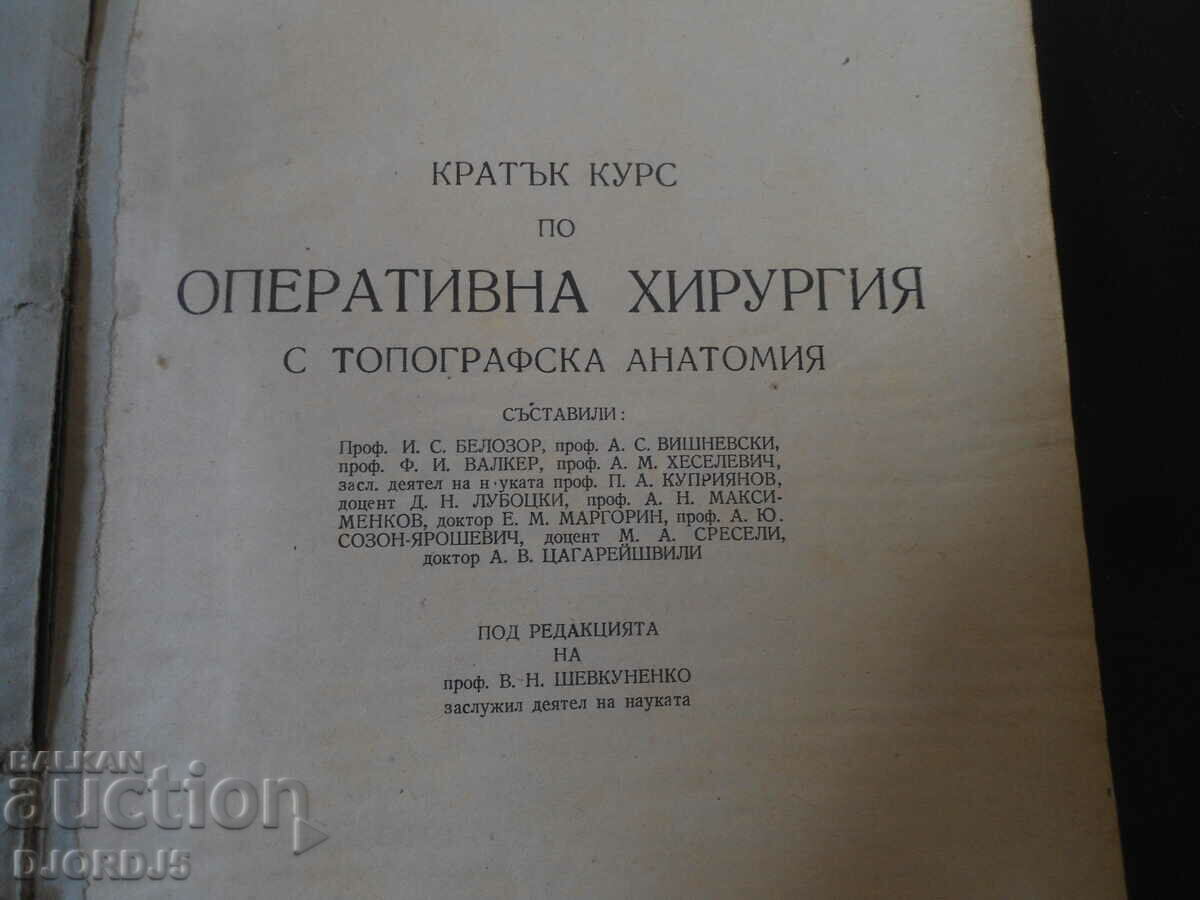 КРАТЪК КУРС
ПО
ОПЕРАТИВНА ХИРУРГИЯ
С ТОПОГРАФСКА АНАТОМИЯ
СЪСТАВИЛИ:
Проф. И. С. БЕЛОЗОР, проф. А. С. ВИШНЕВСКИ,
проф. Ф. И. ВАЛКЕР, проф. А. М. ХЕСЕЛЕВИЧ,
засл. деятел на н·уката проф. П. А. КУПРИЯНОВ,
доцент Д. Н. ЛУБОЦКИ, проф. А. Н. МАКСИ-
МЕНКОВ, доктор Е. М. МАРГОРИН, проф. А. Ю.
СОЗОН-ЯРОШЕВИЧ, доцент М. А. СРЕСЕЛИ,
доктор А. В. ЦАГАРЕЙШВИЛИ
ПОД РЕДАКЦИЯТА
НА
проф. В. Н. ШЕВКУНЕНКО
заслужил деятел на науката
BALKAN
auction
DJORDJ5